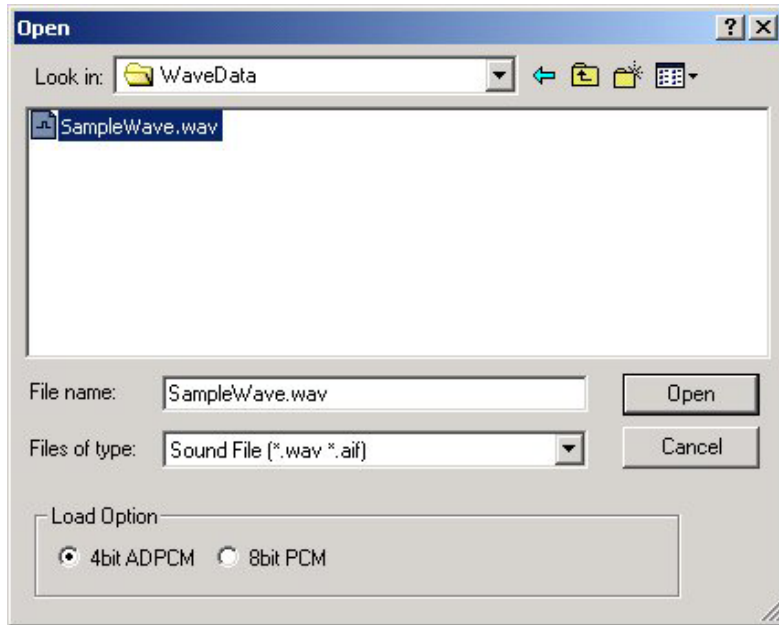 Open
Look in: WaveData
SampleWave.wav
File name: SampleWave.wav Open
Files of type: Sound File (*.wav *.aif) Cancel
Load Option
4bit ADPCM 8bit PCM